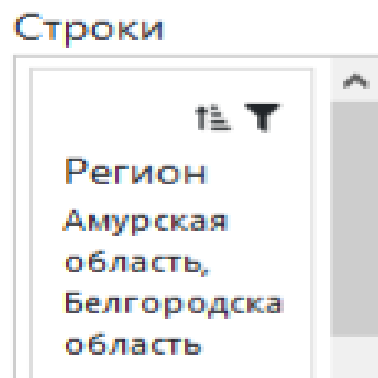 Строки
Регион
Амурская
область,
Белгородска
область